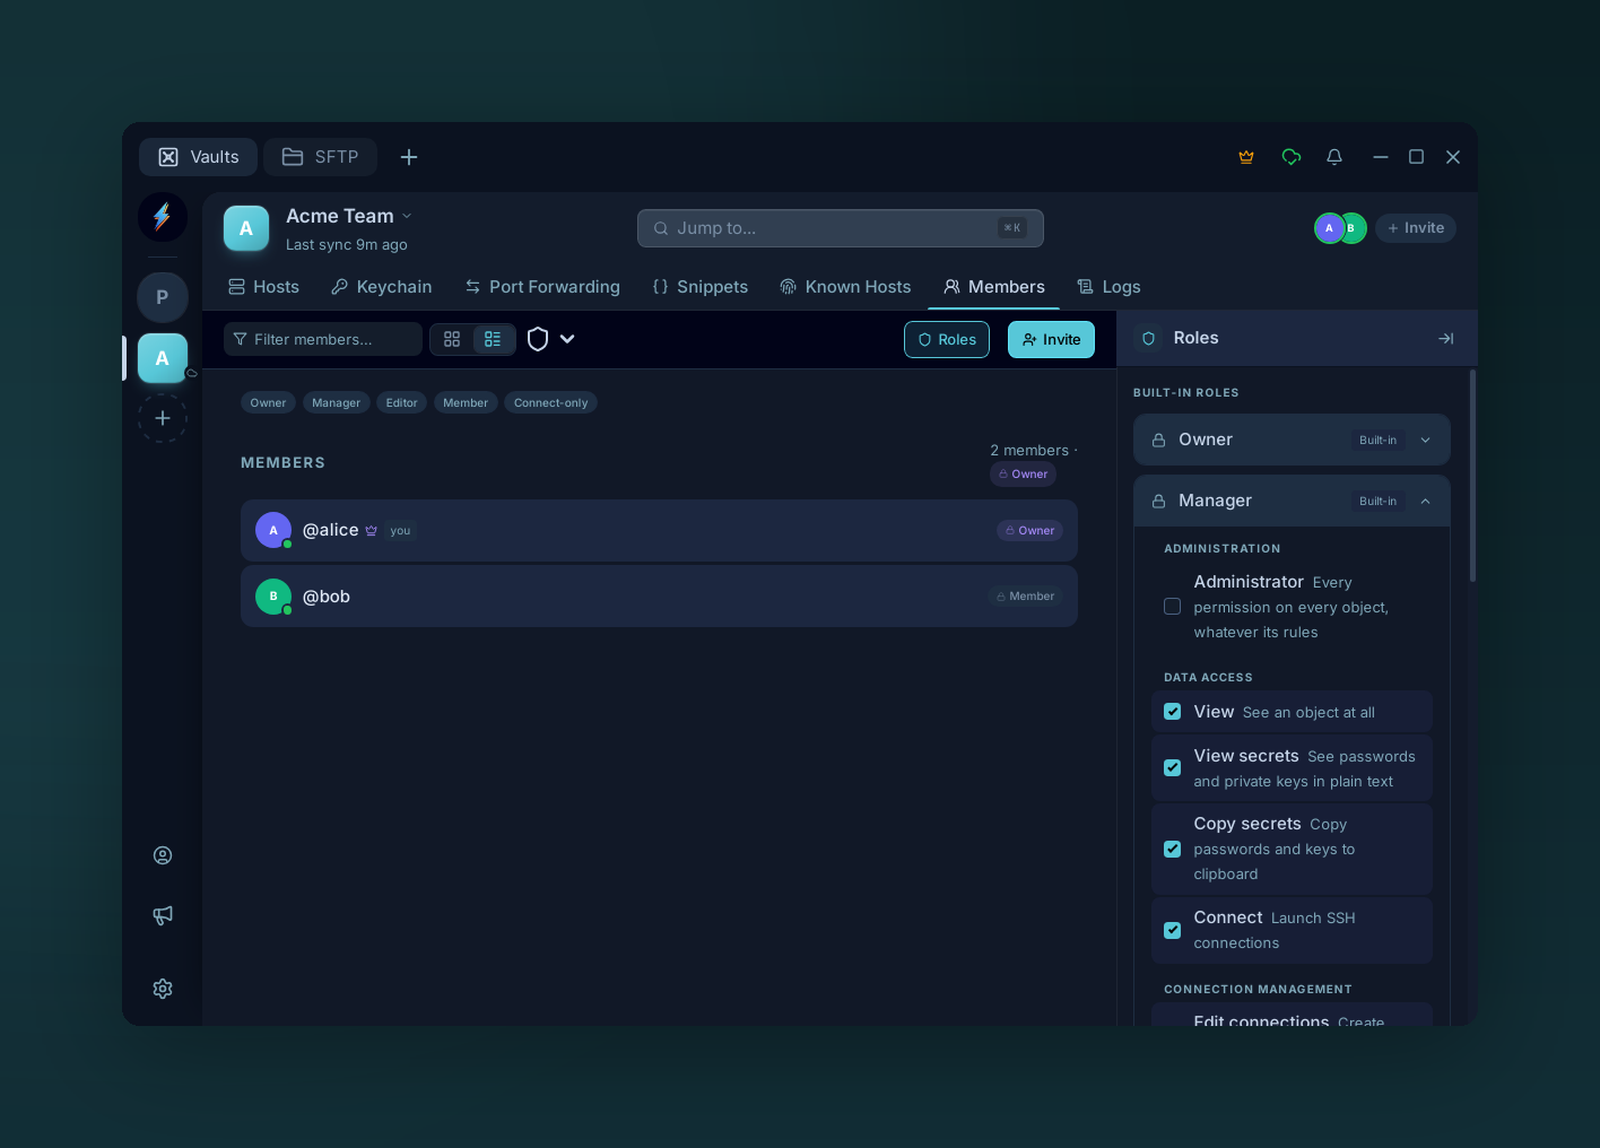 Vaults
SFTP
A
Acme Team
Last sync 9m ago
Jump to...
⌘K
A
B
+ Invite
P
A
Hosts
Keychain
Port Forwarding
Snippets
Known Hosts
Members
Logs
Filter members...
Roles
Invite
Owner
Manager
Editor
Member
Connect-only
MEMBERS
2 members ·
Owner
A
@alice
you
Owner
B
@bob
Member
Roles
BUILT-IN ROLES
Owner
Built-in
Manager
Built-in
ADMINISTRATION
Administrator Every
permission on every object,
whatever its rules
DATA ACCESS
View See an object at all
View secrets See passwords
and private keys in plain text
Copy secrets Copy
passwords and keys to
clipboard
Connect Launch SSH
connections
CONNECTION MANAGEMENT
Edit connections Create